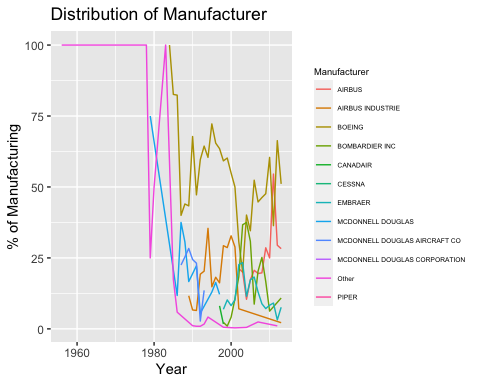 Distribution of Manufacturer
% of Manufacturing
100
75
50
25
0
1960
1980
2000
Year
Manufacturer
AIRBUS
AIRBUS INDUSTRIE
BOEING
BOMBARDIER INC
CANADAIR
CESSNA
EMBRAER
MCDONNELL DOUGLAS
MCDONNELL DOUGLAS AIRCRAFT CO
MCDONNELL DOUGLAS CORPORATION
Other
PIPER